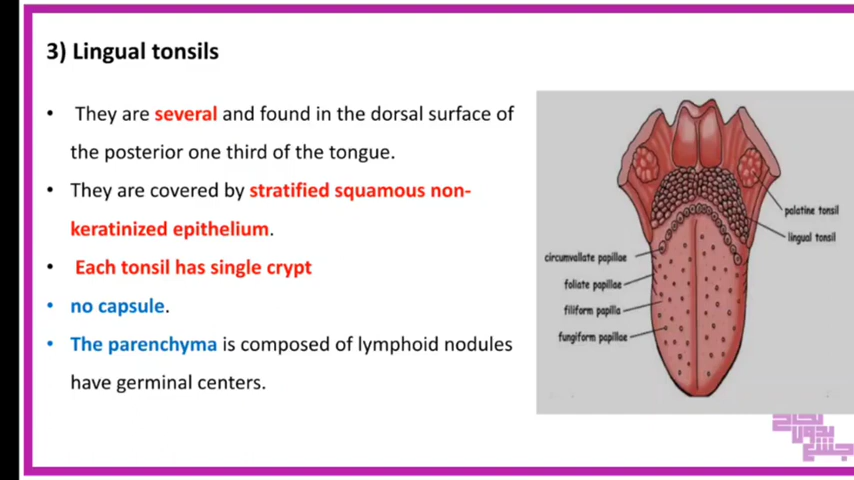 3) Lingual tonsils
• They are several and found in the dorsal surface of
the posterior one third of the tongue.
• They are covered by stratified squamous non-
keratinized epithelium.
• Each tonsil has single crypt
• no capsule.
• The parenchyma is composed of lymphoid nodules
have germinal centers.
palatine tonsil
lingual tonsil
circumvallate papillae
foliate papillae
filiform papilla
fungiform papillae
نجاح
بدون
جشع